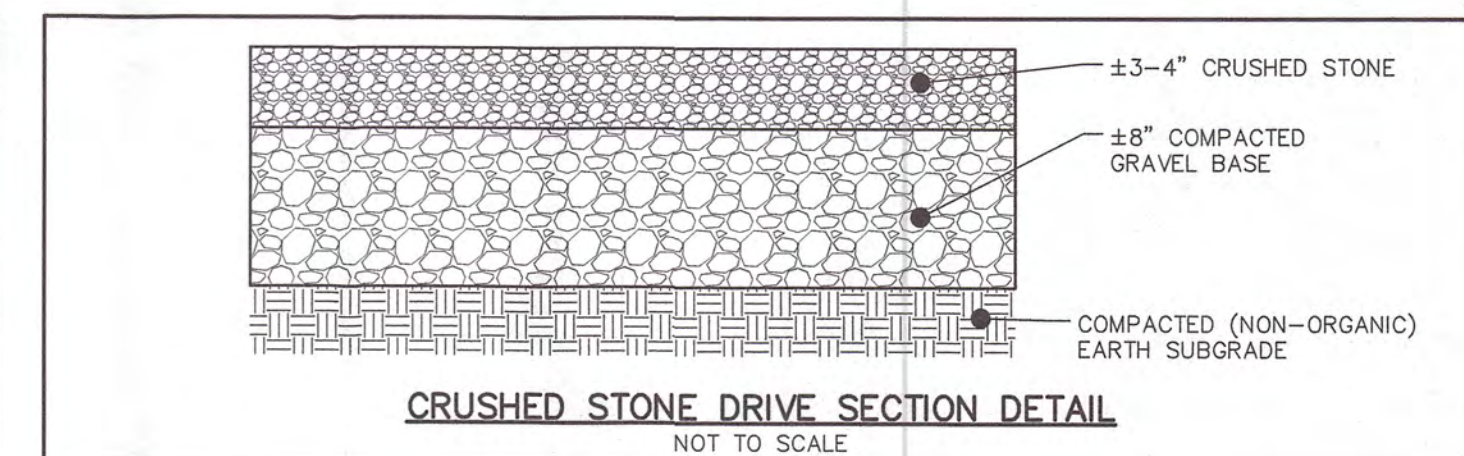 ±3-4" CRUSHED STONE
±8" COMPACTED
GRAVEL BASE
COMPACTED (NON-ORGANIC)
EARTH SUBGRADE
CRUSHED STONE DRIVE SECTION DETAIL
NOT TO SCALE